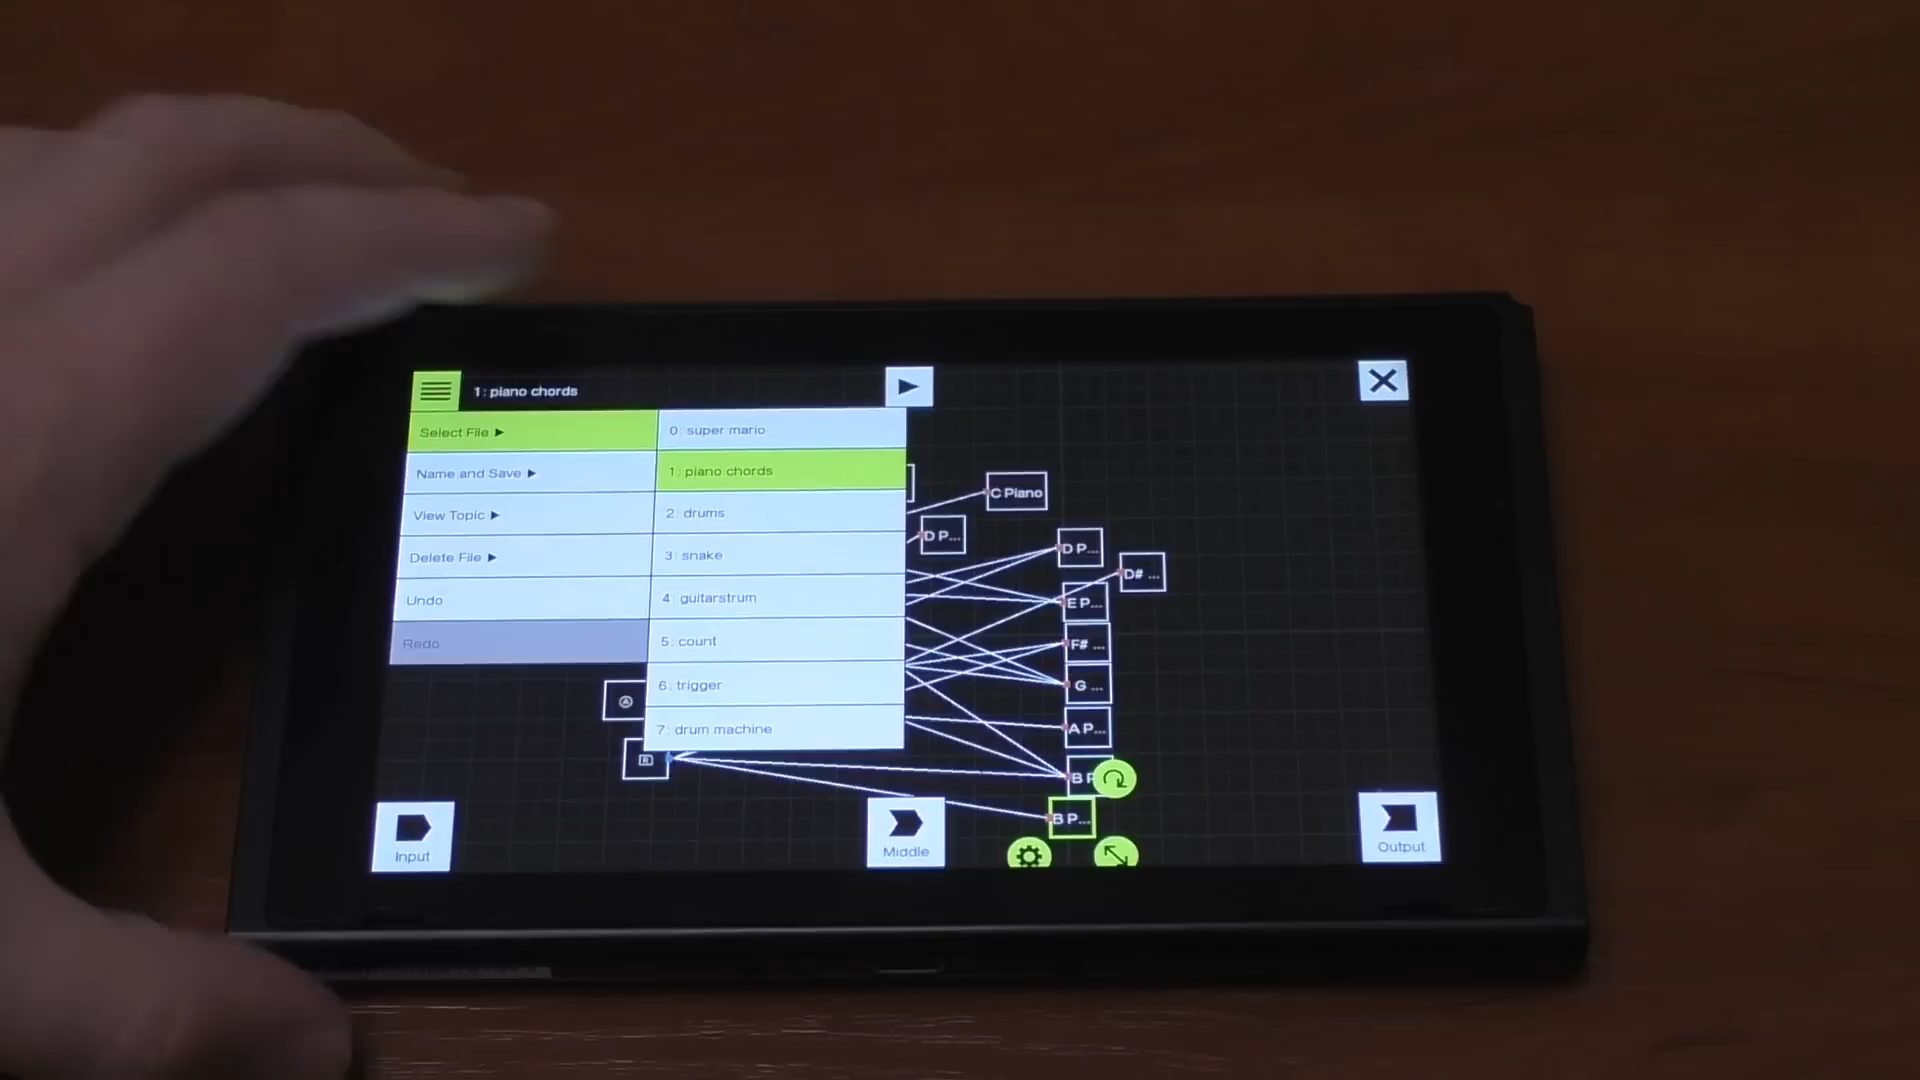 1: piano chords
Select File
0: super mario
Name and Save
1: piano chords
View Topic
2: drums
Delete File
3: snake
Undo
4: guitarstrum
Redo
5: count
6: trigger
7: drum machine
C Piano
D P...
D P...
D# ...
E P...
F# ...
G ...
A P...
B P
B P...
A
R
Input
Middle
Output